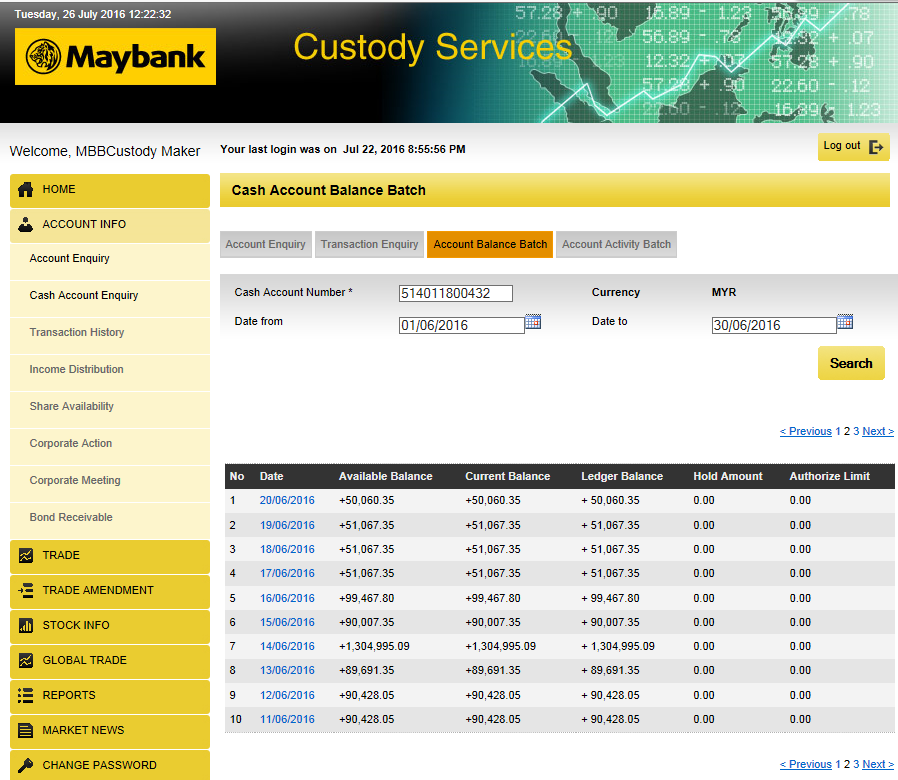 Tuesday, 26 July 2016 12:22:32
Maybank
Custody Services
Welcome, MBBCustody Maker
Your last login was on Jul 22, 2016 8:55:56 PM
Log out
HOME
ACCOUNT INFO
Account Enquiry
Cash Account Enquiry
Transaction History
Income Distribution
Share Availability
Corporate Action
Corporate Meeting
Bond Receivable
TRADE
TRADE AMENDMENT
STOCK INFO
GLOBAL TRADE
REPORTS
MARKET NEWS
CHANGE PASSWORD
Cash Account Balance Batch
Account Enquiry Transaction Enquiry Account Balance Batch Account Activity Batch
Cash Account Number * 514011800432 Currency MYR
Date from 01/06/2016 Date to 30/06/2016
Search
< Previous 1 2 3 Next >
No Date Available Balance Current Balance Ledger Balance Hold Amount Authorize Limit
1 20/06/2016 +50,060.35 +50,060.35 + 50,060.35 0.00 0.00
2 19/06/2016 +51,067.35 +51,067.35 + 51,067.35 0.00 0.00
3 18/06/2016 +51,067.35 +51,067.35 + 51,067.35 0.00 0.00
4 17/06/2016 +51,067.35 +51,067.35 + 51,067.35 0.00 0.00
5 16/06/2016 +99,467.80 +99,467.80 + 99,467.80 0.00 0.00
6 15/06/2016 +90,007.35 +90,007.35 + 90,007.35 0.00 0.00
7 14/06/2016 +1,304,995.09 +1,304,995.09 + 1,304,995.09 0.00 0.00
8 13/06/2016 +89,691.35 +89,691.35 + 89,691.35 0.00 0.00
9 12/06/2016 +90,428.05 +90,428.05 + 90,428.05 0.00 0.00
10 11/06/2016 +90,428.05 +90,428.05 + 90,428.05 0.00 0.00
< Previous 1 2 3 Next >